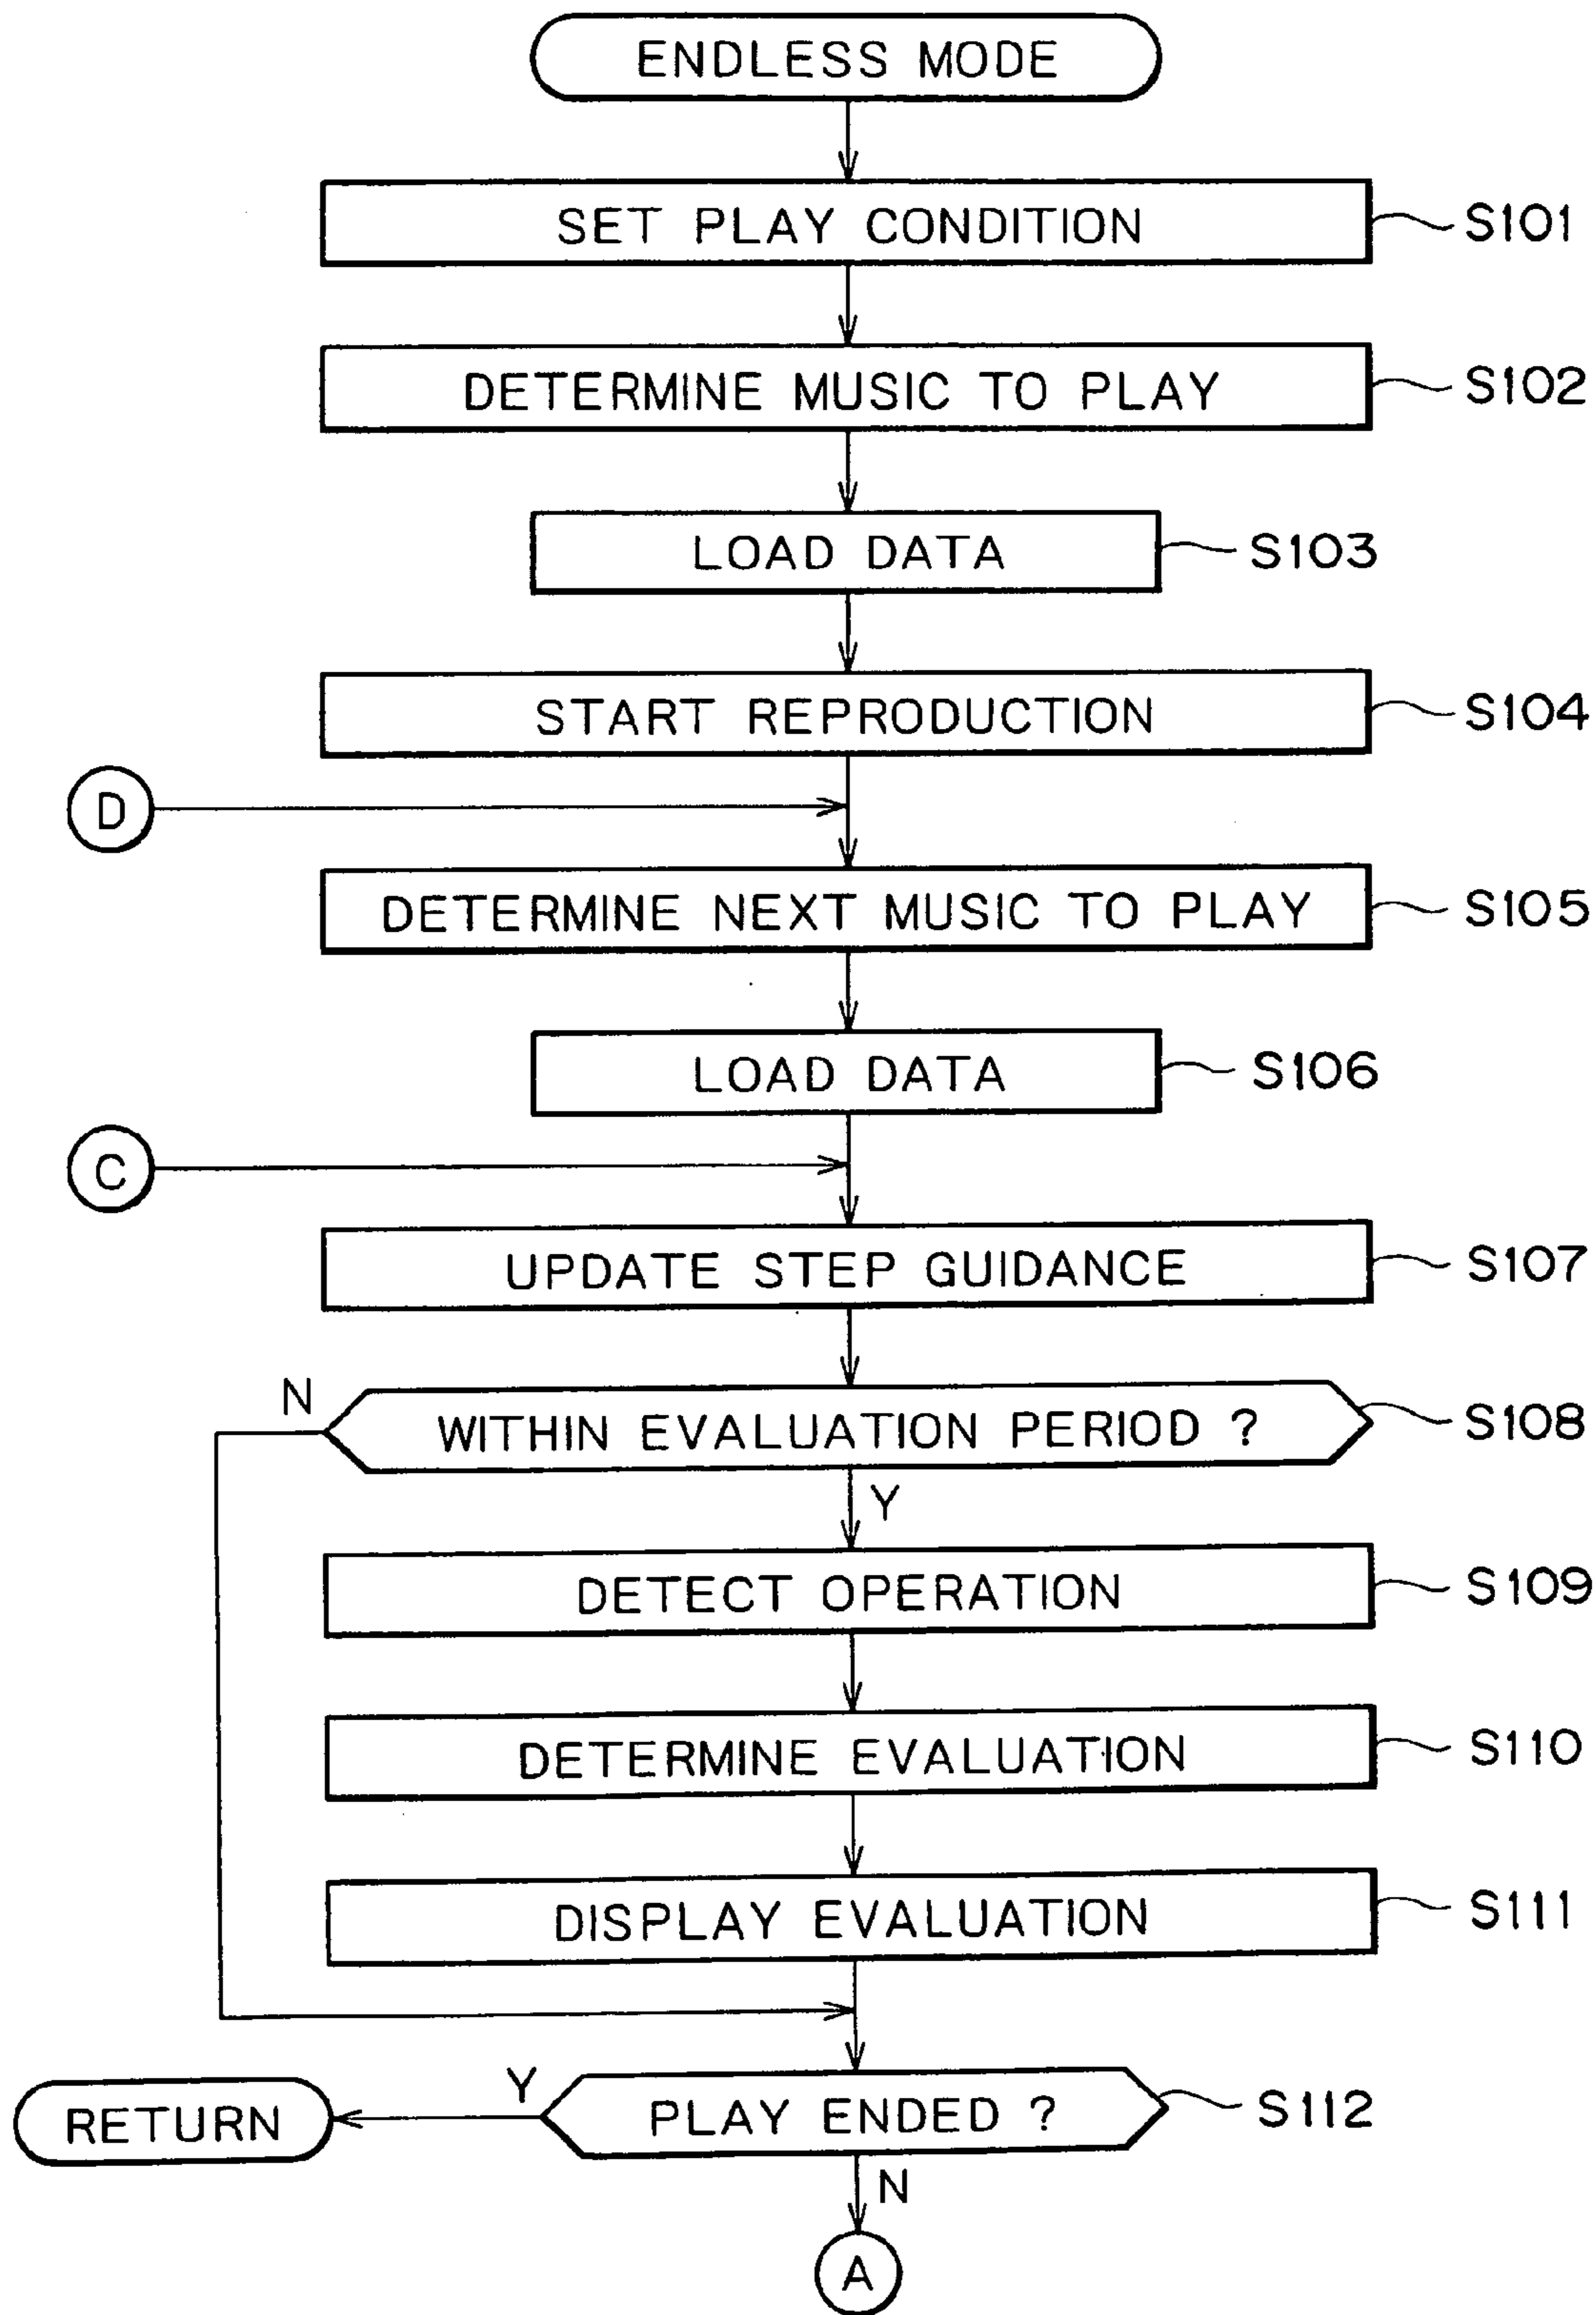 ENDLESS MODE
SET PLAY CONDITION S101
DETERMINE MUSIC TO PLAY S102
LOAD DATA S103
START REPRODUCTION S104
D
DETERMINE NEXT MUSIC TO PLAY S105
LOAD DATA S106
C
UPDATE STEP GUIDANCE S107
N
WITHIN EVALUATION PERIOD ? S108
Y
DETECT OPERATION S109
DETERMINE EVALUATION S110
DISPLAY EVALUATION S111
Y
RETURN
PLAY ENDED ? S112
N
A